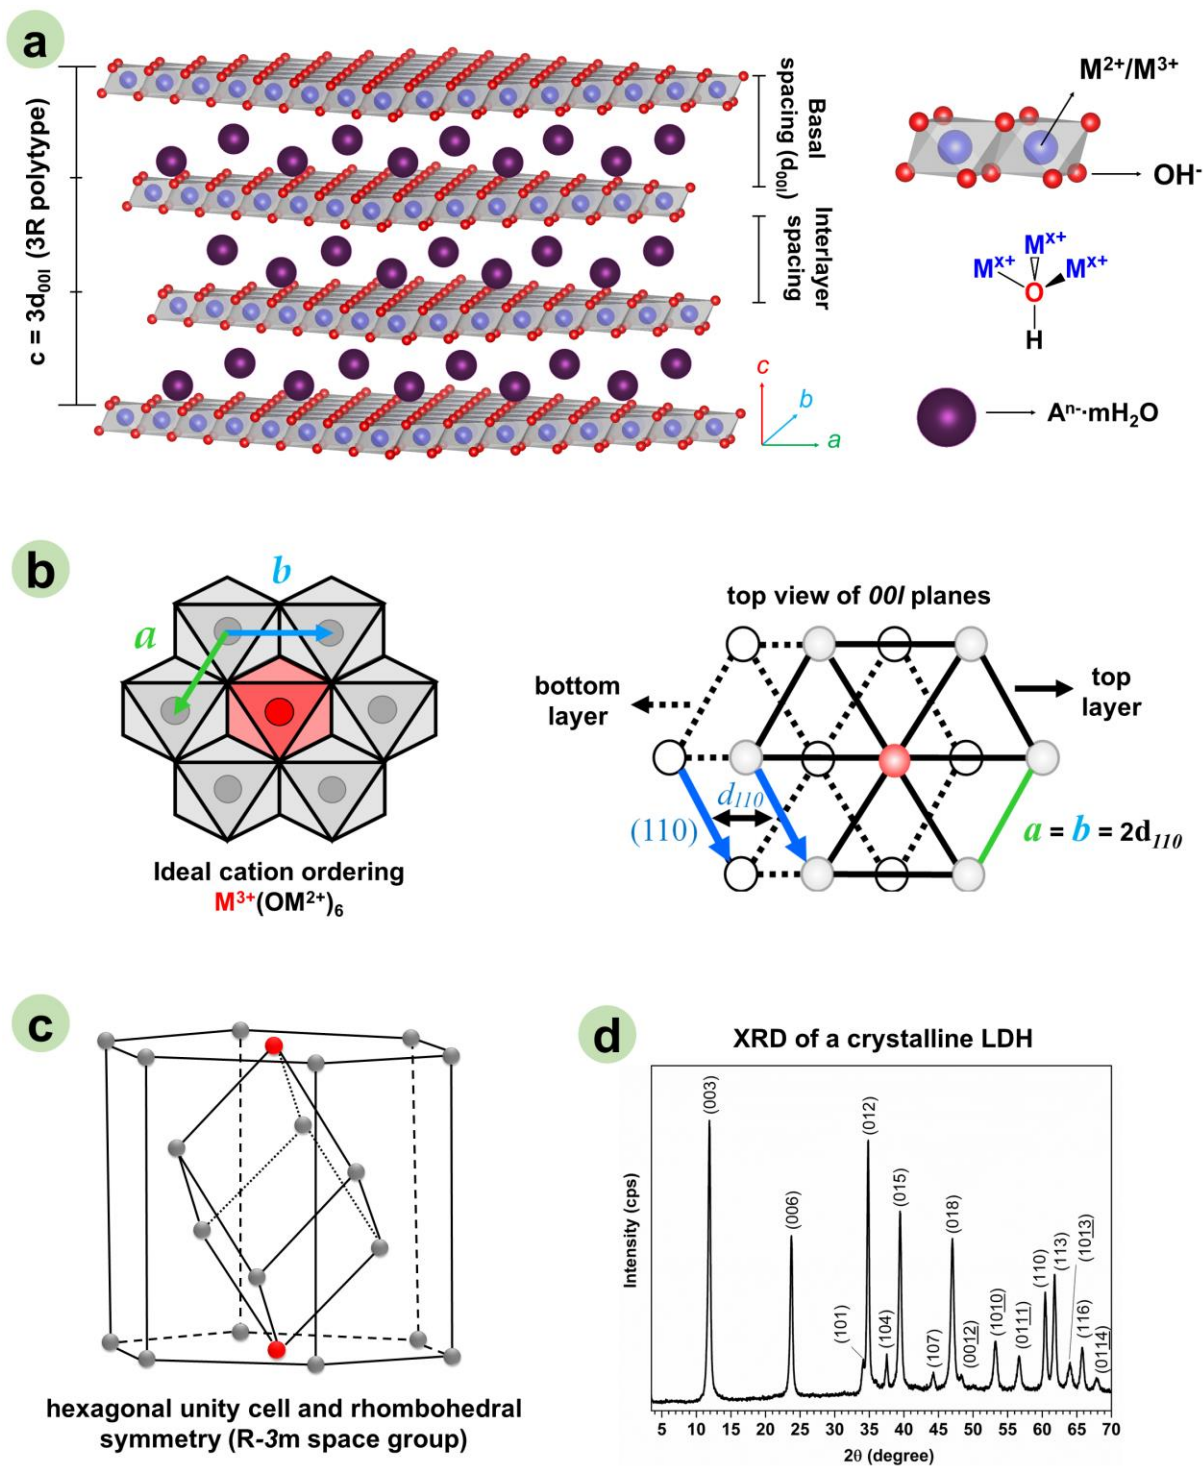 a
c = 3d00l (3R polytype)
Basal
spacing (d00l)
Interlayer
spacing
c
b
a
M2+/M3+
OH-
Mx+
Mx+ Mx+
O
H
An-·mH2O
b
a
b
Ideal cation ordering
M3+(OM2+)6
top view of 00l planes
bottom
layer
top
layer
d110
(110)
a = b = 2d110
c
hexagonal unity cell and rhombohedral
symmetry (R-3m space group)
d
XRD of a crystalline LDH
Intensity (cps)
(003)
(006)
(101)
(012)
(104)
(015)
(107)
(018)
(0012)
(1010)
(0111)
(110)
(113)
(1013)
(116)
(0114)
5 10 15 20 25 30 35 40 45 50 55 60 65 70
2θ (degree)